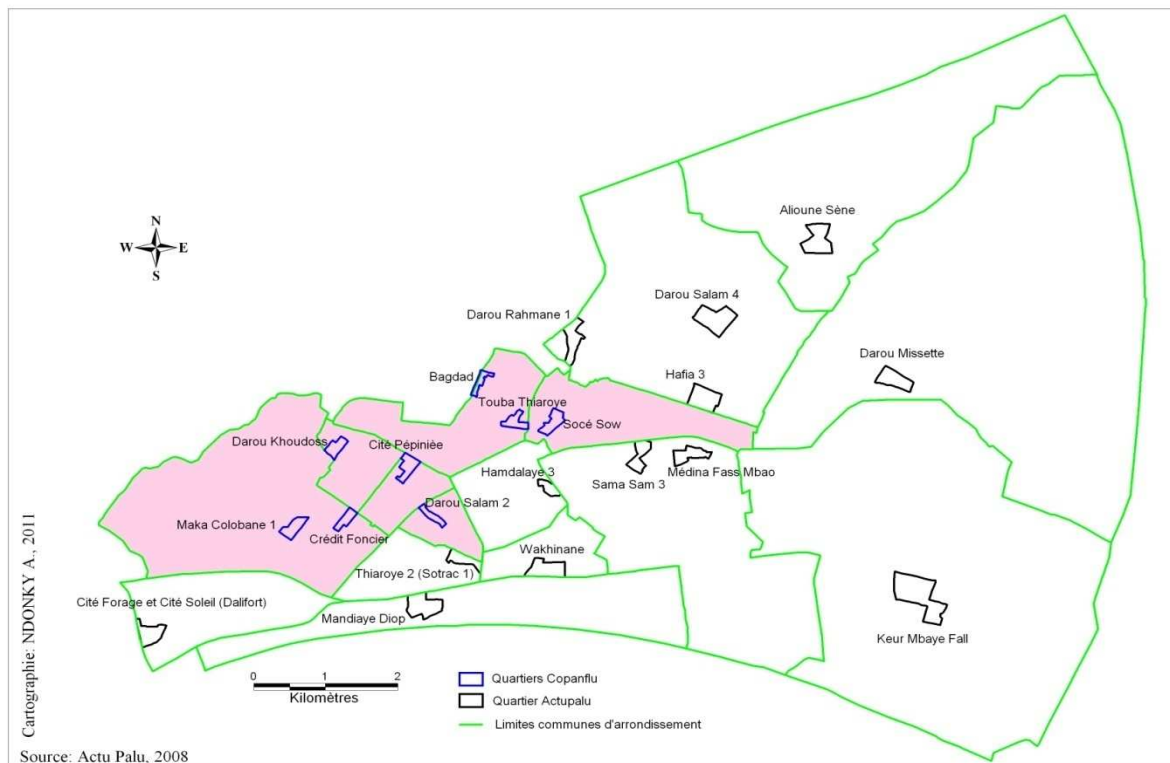 N
W E
S
Alioune Sène
Darou Salam 4
Darou Rahmane 1
Darou Missette
Hafia 3
Bagdad
Touba Thiaroye
Socé Sow
Darou Khoudoss
Cité Pépiniée
Hamdalaye 3
Sama Sam 3
Médina Fass Mbao
Darou Salam 2
Maka Colobane 1
Crédit Foncier
Wakhinane
Thiaroye 2 (Sotrac 1)
Cité Forage et Cité Soleil (Dalifort)
Mandiaye Diop
Keur Mbaye Fall
0 1 2
Kilomètres
Quartiers Copanflu
Quartier Actupalu
Limites communes d'arrondissement
Cartographie: NDONKY A., 2011
Source: Actu Palu, 2008